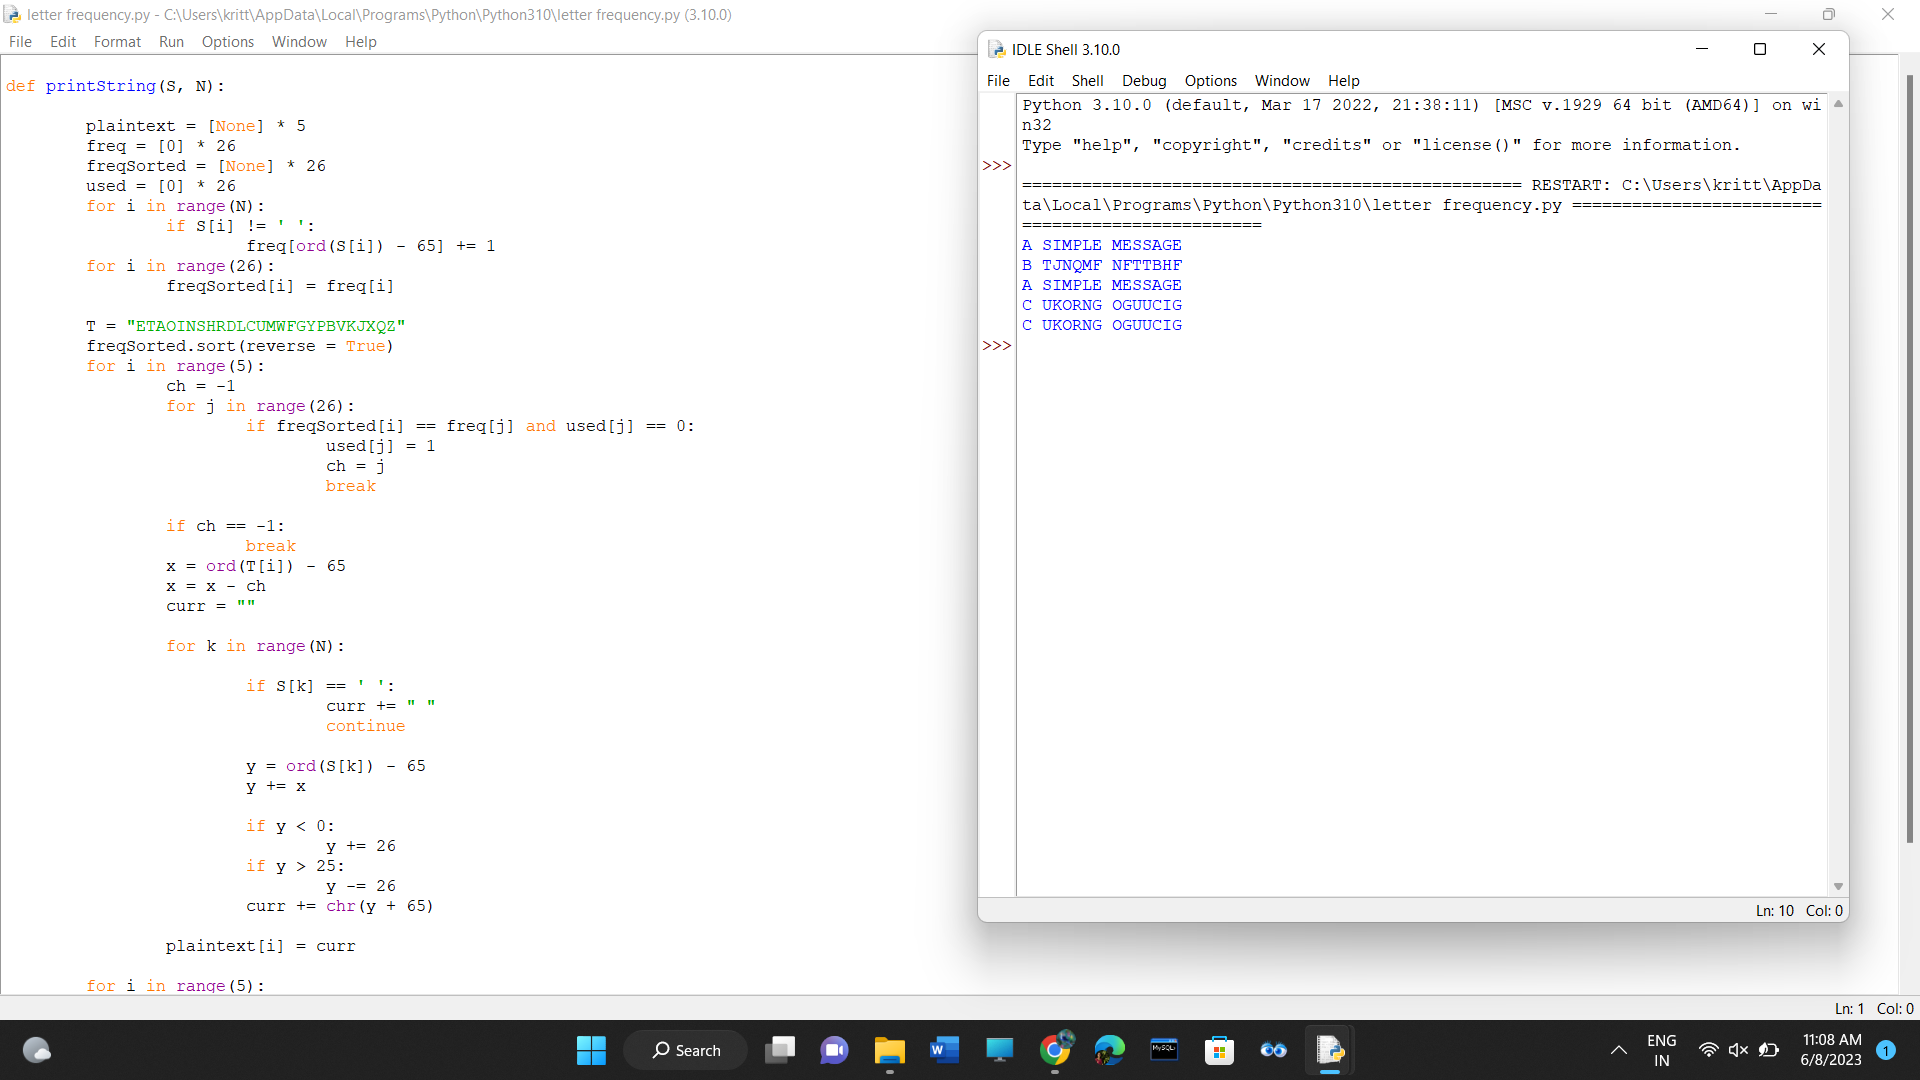 letter frequency.py - C:\Users\kritt\AppData\Local\Programs\Python\Python310\letter frequency.py (3.10.0)
File Edit Format Run Options Window Help
def printString(S, N):
plaintext = [None] * 5
freq = [0] * 26
freqSorted = [None] * 26
used = [0] * 26
for i in range(N):
if S[i] != ' ':
freq[ord(S[i]) - 65] += 1
for i in range(26):
freqSorted[i] = freq[i]
T = "ETAOINSHRDLCUMWFGYPBVKJXQZ"
freqSorted.sort(reverse = True)
for i in range(5):
ch = -1
for j in range(26):
if freqSorted[i] == freq[j] and used[j] == 0:
used[j] = 1
ch = j
break
if ch == -1:
break
x = ord(T[i]) - 65
x = x - ch
curr = ""
for k in range(N):
if S[k] == ' ':
curr += " "
continue
y = ord(S[k]) - 65
y += x
if y < 0:
y += 26
if y > 25:
y -= 26
curr += chr(y + 65)
plaintext[i] = curr
for i in range(5):
Ln: 1 Col: 0
IDLE Shell 3.10.0
File Edit Shell Debug Options Window Help
Python 3.10.0 (default, Mar 17 2022, 21:38:11) [MSC v.1929 64 bit (AMD64)] on wi
n32
Type "help", "copyright", "credits" or "license()" for more information.
>>>
================================================== RESTART: C:\Users\kritt\AppDa
ta\Local\Programs\Python\Python310\letter frequency.py =========================
========================
A SIMPLE MESSAGE
B TJNQMF NFTTBHF
A SIMPLE MESSAGE
C UKORNG OGUUCIG
C UKORNG OGUUCIG
>>>
Ln: 10 Col: 0
Search
W
MySQL
ENG
IN
11:08 AM
6/8/2023
1